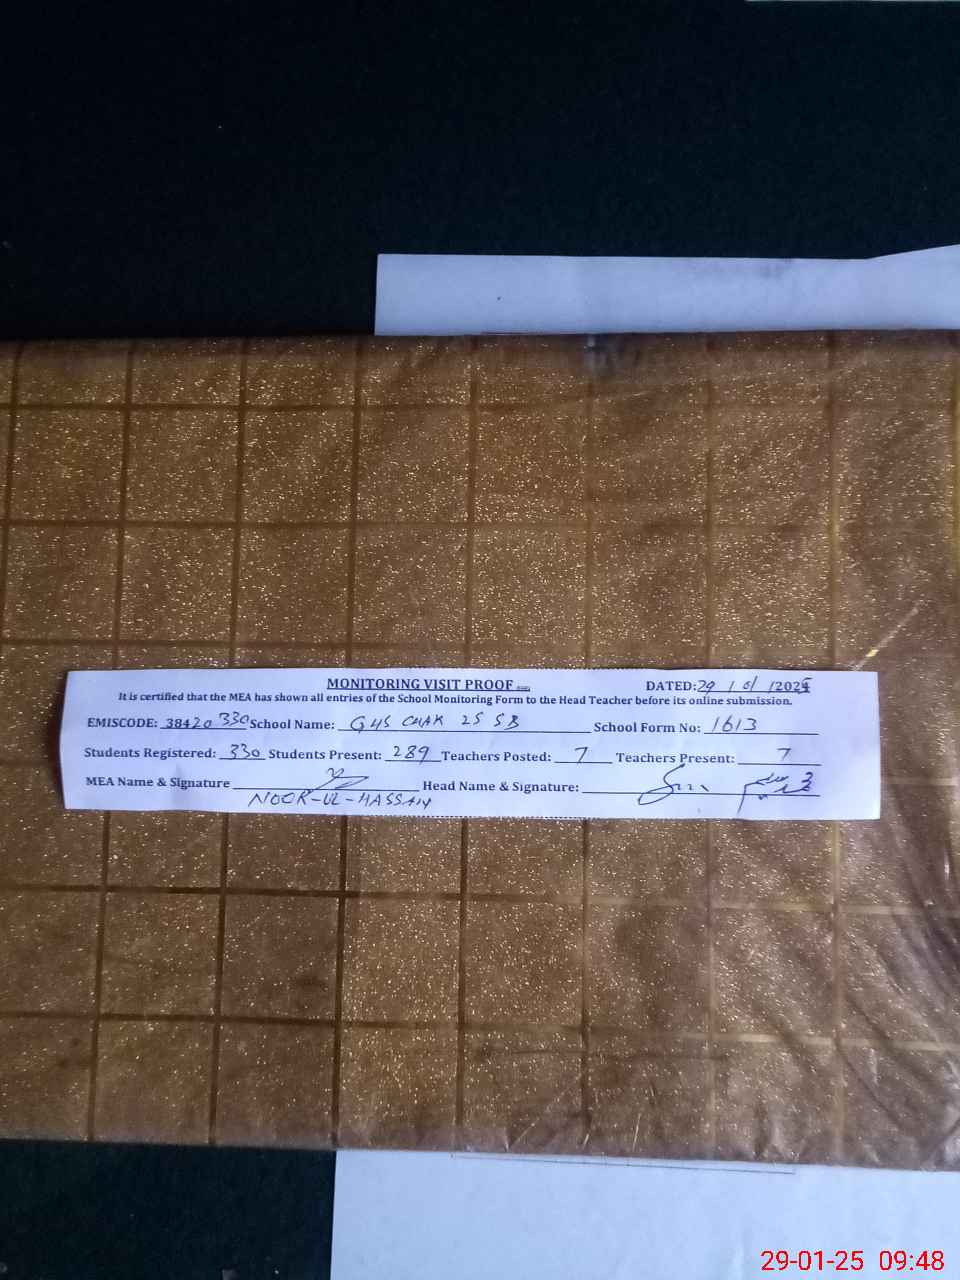 MONITORING VISIT PROOF
DATED: 29 / 01 / 2025
It is certified that the MEA has shown all entries of the School Monitoring Form to the Head Teacher before its online submission.
EMISCODE: 38420330 School Name: GHS CHAK 25 SB School Form No: 1613
Students Registered: 330 Students Present: 289 Teachers Posted: 7 Teachers Present: 7
MEA Name & Signature Head Name & Signature:
NOOR-UL-HASSAN
29-01-25 09:48